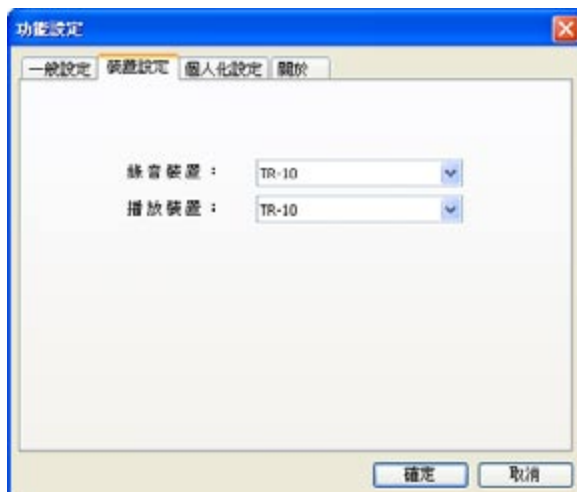 功能設定
一般設定 裝置設定 個人化設定 關於
錄音裝置： TR-10
播放裝置： TR-10
確定 取消